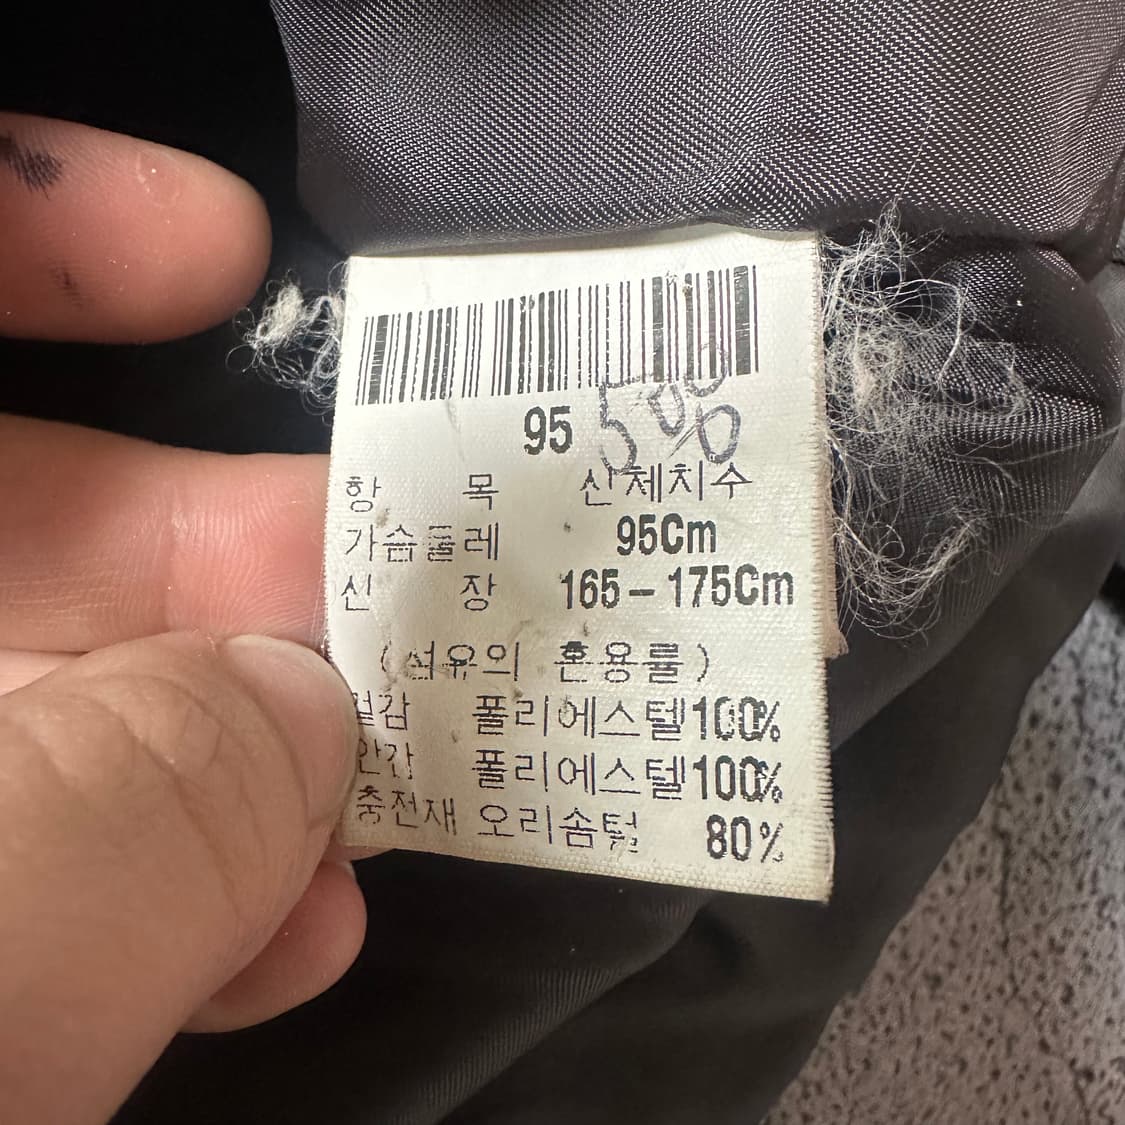 95
항 목 신체치수
가슴둘레 95Cm
신 장 165-175Cm
(섬유의 혼용률)
겉감 폴리에스텔100%
안감 폴리에스텔100%
충전재 오리솜털 80%